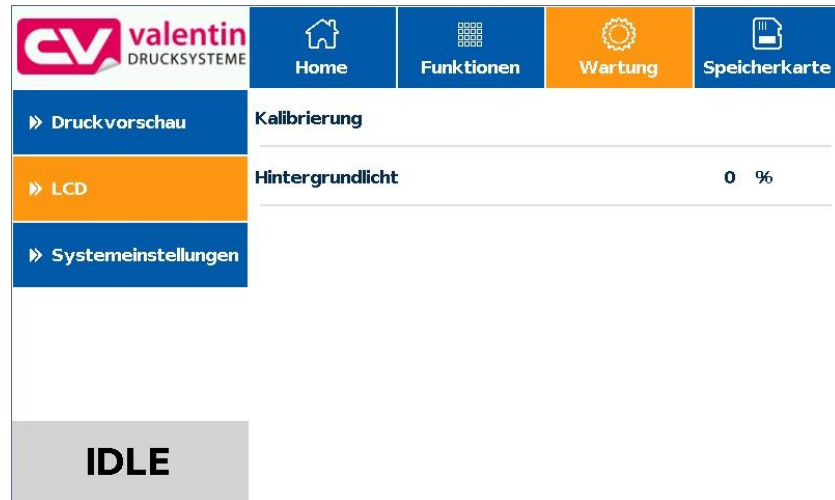 CV valentin
DRUCKSYSTEME
Home
Funktionen
Wartung
Speicherkarte
Druckvorschau
LCD
Systemeinstellungen
Kalibrierung
Hintergrundlicht 0 %
IDLE